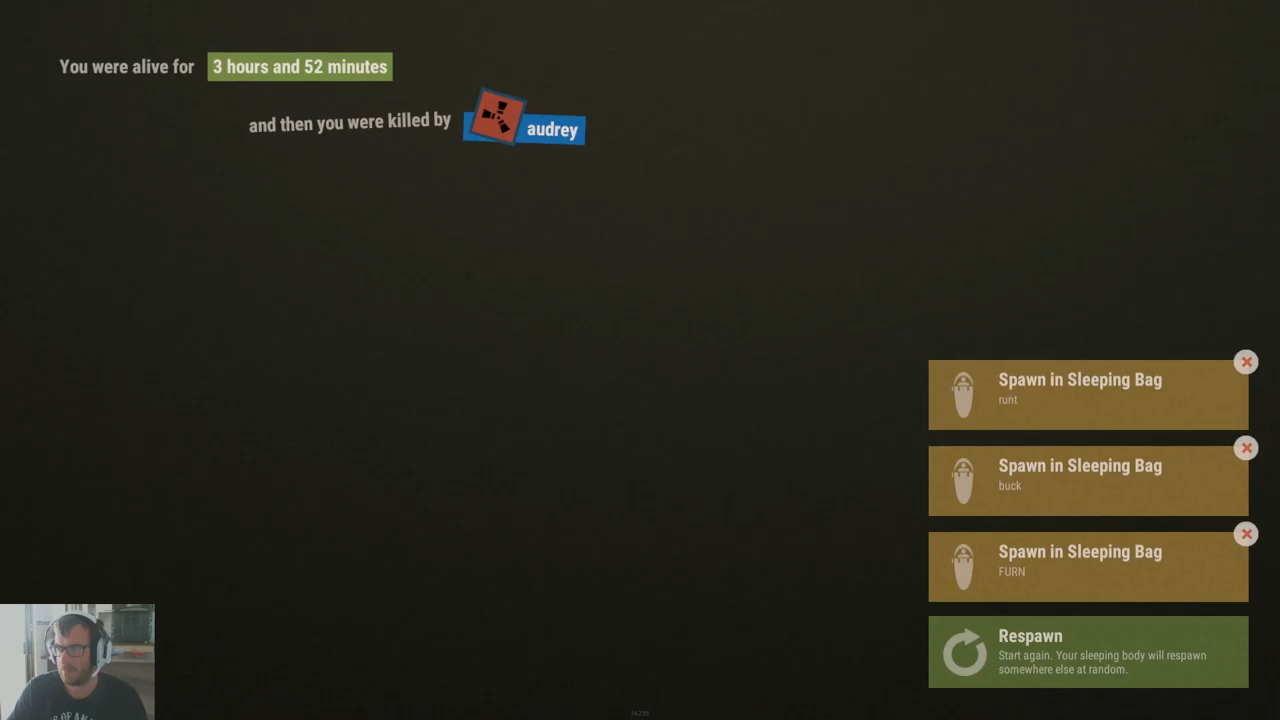 You were alive for 3 hours and 52 minutes
and then you were killed by audrey
Spawn in Sleeping Bag
runt
Spawn in Sleeping Bag
buck
Spawn in Sleeping Bag
FURN
Respawn
Start again. Your sleeping body will respawn
somewhere else at random.